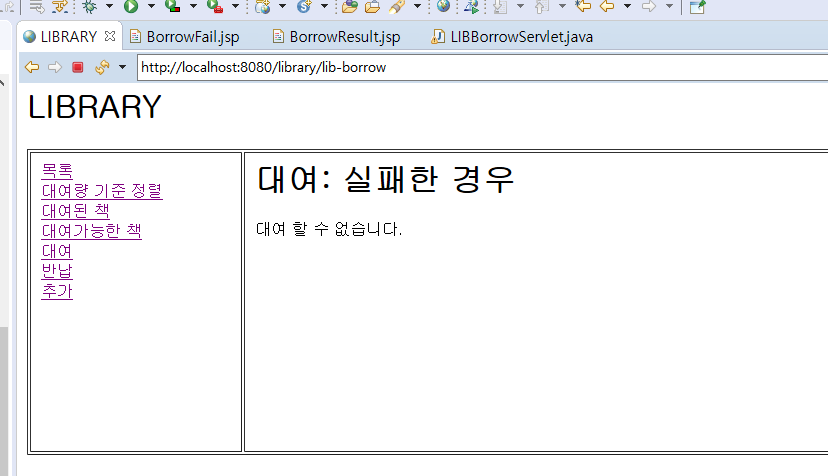 LIBRARY
BorrowFail.jsp
BorrowResult.jsp
LIBBorrowServlet.java
http://localhost:8080/library/lib-borrow
LIBRARY
목록
대여량 기준 정렬
대여된 책
대여가능한 책
대여
반납
추가
대여: 실패한 경우
대여 할 수 없습니다.